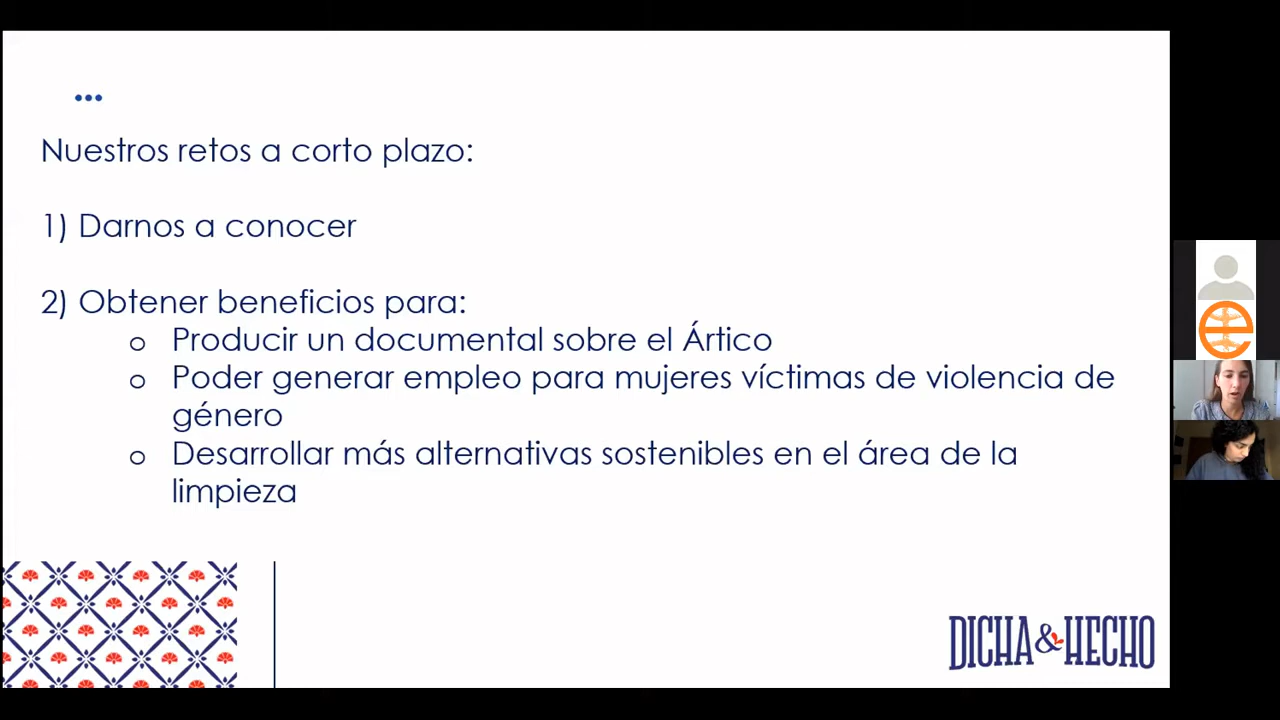 ...
Nuestros retos a corto plazo:
1) Darnos a conocer
2) Obtener beneficios para:
o Producir un documental sobre el Ártico
o Poder generar empleo para mujeres víctimas de violencia de
género
o Desarrollar más alternativas sostenibles en el área de la
limpieza
DICHA & HECHO